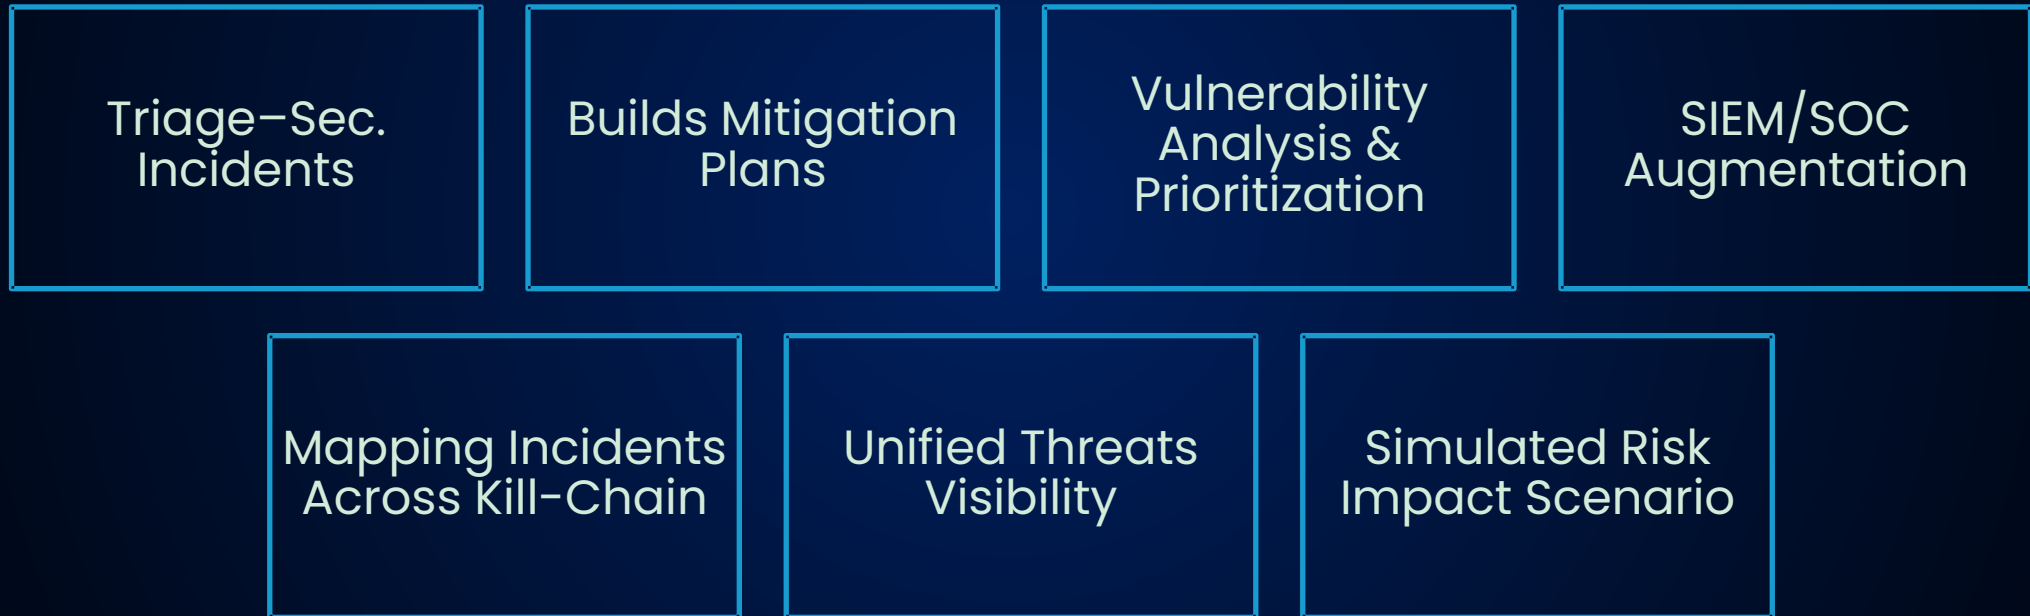 Triage–Sec.
Incidents
Builds Mitigation
Plans
Vulnerability
Analysis &
Prioritization
SIEM/SOC
Augmentation
Mapping Incidents
Across Kill-Chain
Unified Threats
Visibility
Simulated Risk
Impact Scenario